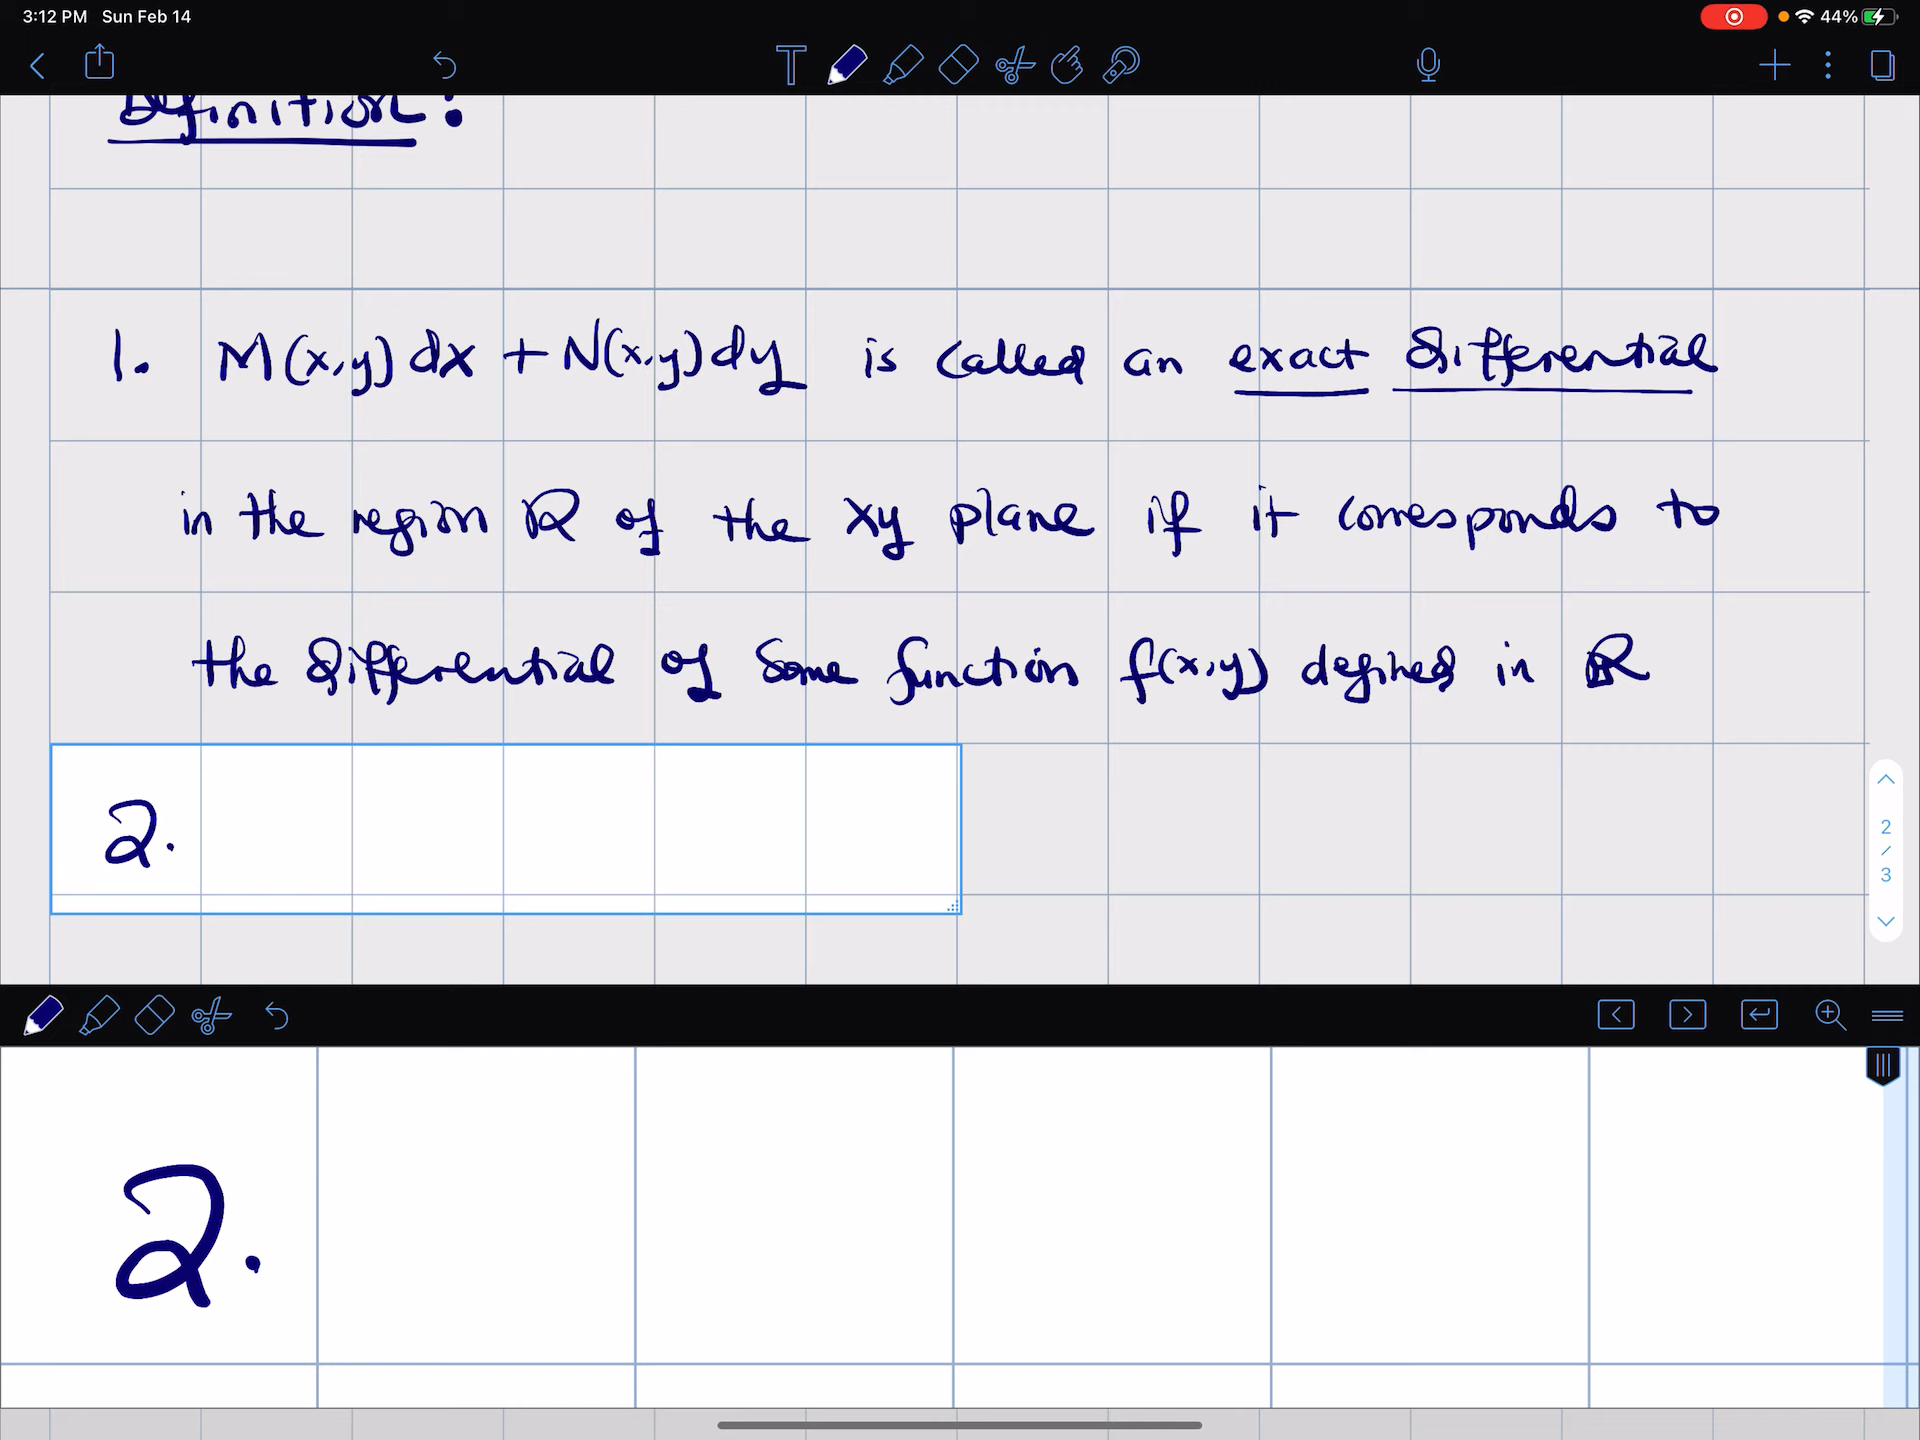 3:12 PM Sun Feb 14
44%
T
Definition:
1. M(x,y)dx + N(x,y)dy is called an exact differential
in the region R of the xy plane if it corresponds to
the differential of some function f(x,y) defined in R
2.
2
/
3
2.